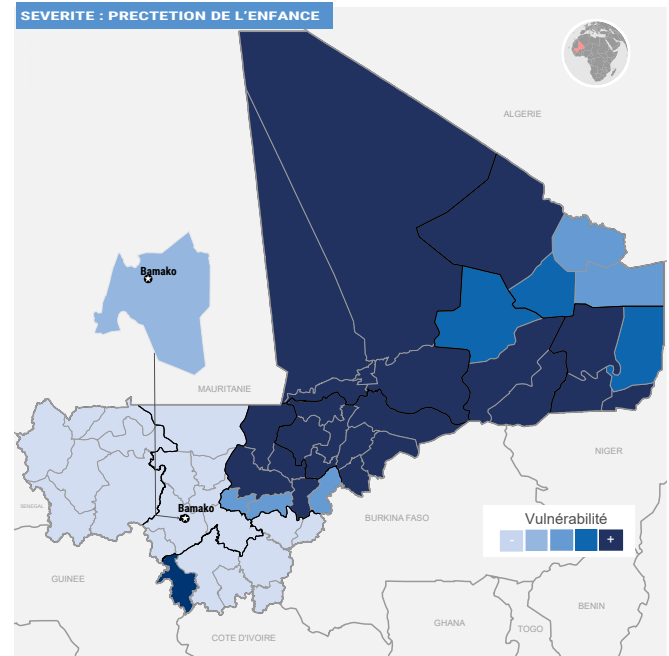 SEVERITE : PRECTETION DE L'ENFANCE
ALGERIE
Bamako
MAURITANIE
NIGER
SENEGAL
Bamako
BURKINA FASO
Vulnérabilité
- +
GUINEE
BENIN
GHANA
TOGO
COTE D'IVOIRE